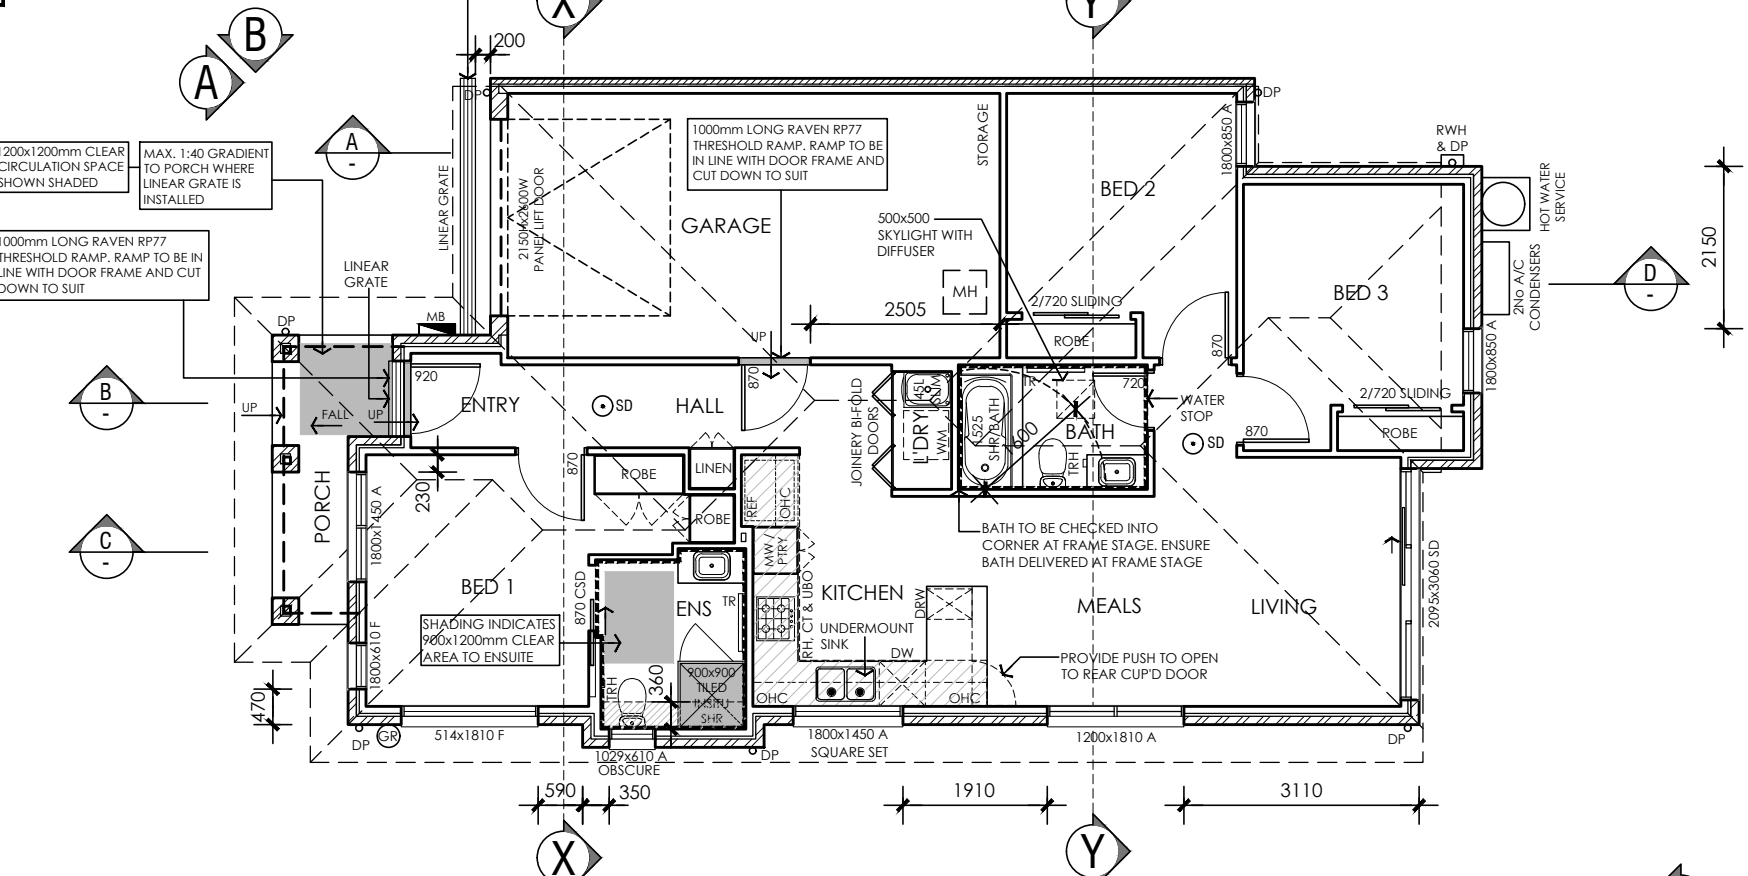 X
Y
B
A
200
DP
DP
A
-
1200x1200mm CLEAR
CIRCULATION SPACE
SHOWN SHADED
MAX. 1:40 GRADIENT
TO PORCH WHERE
LINEAR GRATE IS
INSTALLED
1000mm LONG RAVEN RP77
THRESHOLD RAMP. RAMP TO BE IN
LINE WITH DOOR FRAME AND CUT
DOWN TO SUIT
LINEAR GRATE
LINEAR
GRATE
MB
DP
2150Hx2600W
PANEL LIFT DOOR
GARAGE
1000mm LONG RAVEN RP77
THRESHOLD RAMP. RAMP TO BE
IN LINE WITH DOOR FRAME AND
CUT DOWN TO SUIT
STORAGE
500x500
SKYLIGHT WITH
DIFFUSER
MH
2505
UP
BED 2
1800x850 A
2/720 SLIDING
ROBE
870
RWH
& DP
HOT WATER
SERVICE
2No A/C
CONDENSERS
2150
D
-
BED 3
1800x850 A
2/720 SLIDING
ROBE
870
B
-
UP
FALL
UP
920
ENTRY
SD
HALL
870
JOINERY BI-FOLD
DOORS
45L
SLIM
L'DRY
WM
1525
SHR/BATH
TR
1600
BATH
TRH
720
WATER
STOP
SD
C
-
PORCH
230
1800x1450 A
1800x610 F
BED 1
870
ROBE
LINEN
ROBE
REF
OHC
MW /
PTRY
870 CSD
ENS
TR
SHADING INDICATES
900x1200mm CLEAR
AREA TO ENSUITE
TRH
360
900x900
TILED
INSITU
SHR
RH, CT & UBO
KITCHEN
UNDERMOUNT
SINK
DRW
DW
OHC
OHC
BATH TO BE CHECKED INTO
CORNER AT FRAME STAGE. ENSURE
BATH DELIVERED AT FRAME STAGE
MEALS
LIVING
PROVIDE PUSH TO OPEN
TO REAR CUP'D DOOR
2095x3060 SD
470
DP
GR
514x1810 F
1029x610 A
OBSCURE
DP
1800x1450 A
SQUARE SET
1200x1810 A
DP
590
350
1910
3110
X
Y